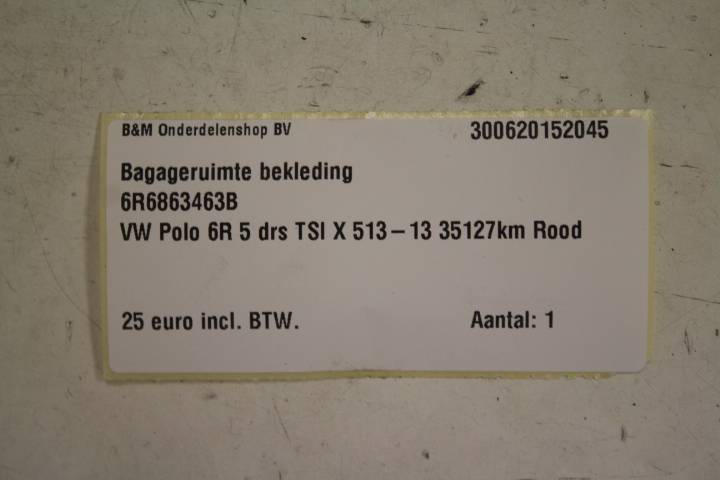 B&M Onderdelenshop BV 300620152045
Bagageruimte bekleding
6R6863463B
VW Polo 6R 5 drs TSI X 513-13 35127km Rood
25 euro incl. BTW. Aantal: 1